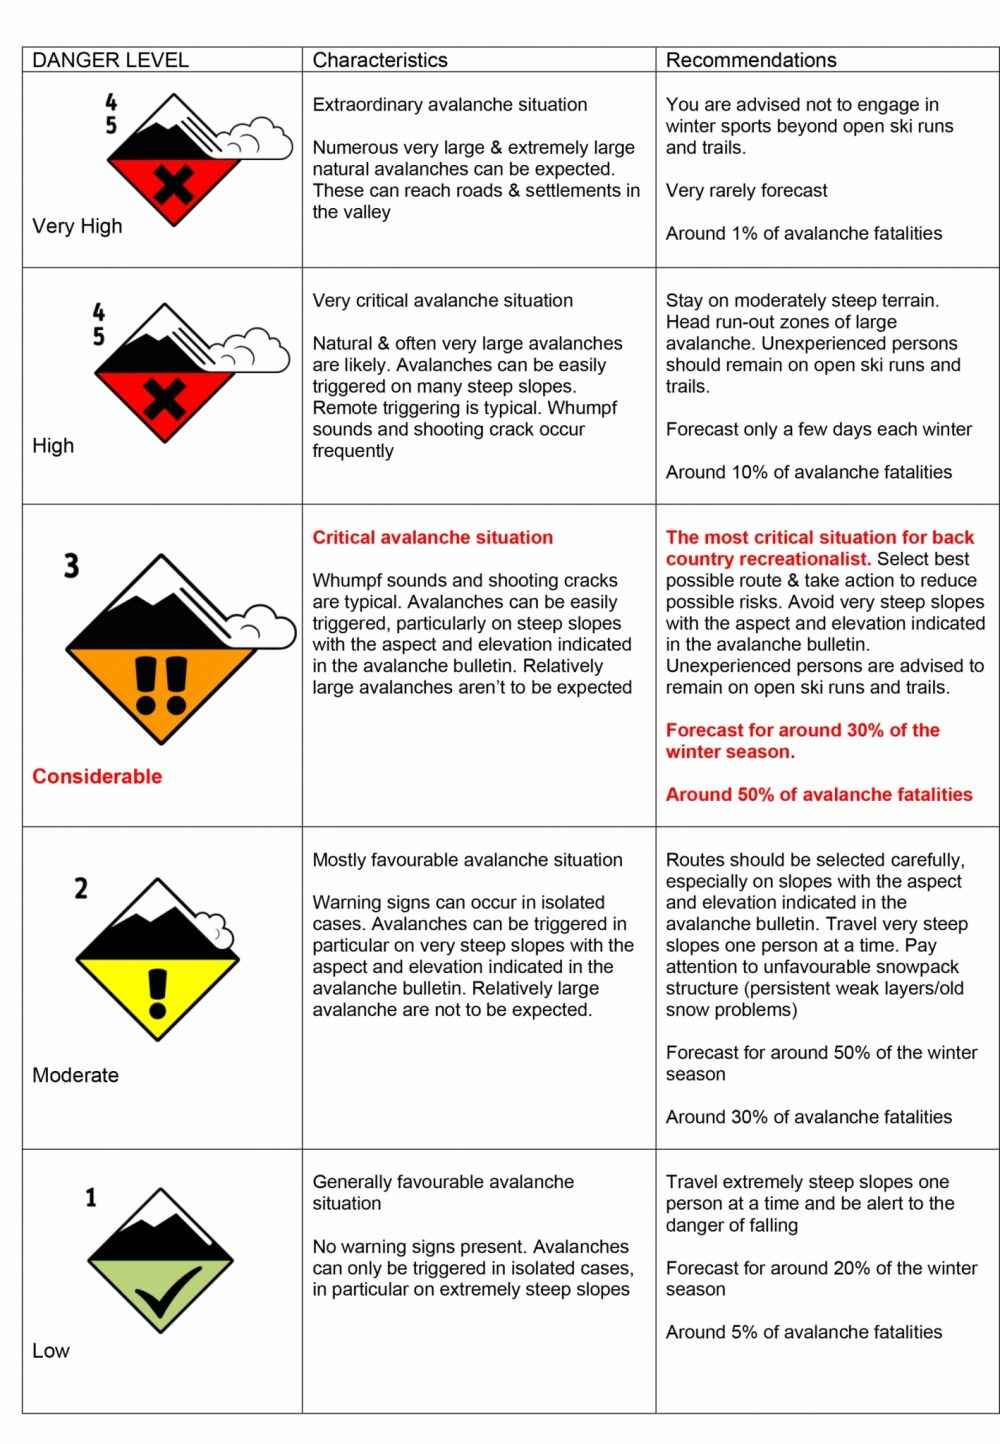 DANGER LEVEL
Characteristics
Recommendations
4
5
Very High
Extraordinary avalanche situation
Numerous very large & extremely large
natural avalanches can be expected.
These can reach roads & settlements in
the valley
You are advised not to engage in
winter sports beyond open ski runs
and trails.
Very rarely forecast
Around 1% of avalanche fatalities
4
5
High
Very critical avalanche situation
Natural & often very large avalanches
are likely. Avalanches can be easily
triggered on many steep slopes.
Remote triggering is typical. Whumpf
sounds and shooting crack occur
frequently
Stay on moderately steep terrain.
Head run-out zones of large
avalanche. Unexperienced persons
should remain on open ski runs and
trails.
Forecast only a few days each winter
Around 10% of avalanche fatalities
3
!!
Considerable
Critical avalanche situation
Whumpf sounds and shooting cracks
are typical. Avalanches can be easily
triggered, particularly on steep slopes
with the aspect and elevation indicated
in the avalanche bulletin. Relatively
large avalanches aren't to be expected
The most critical situation for back
country recreationalist. Select best
possible route & take action to reduce
possible risks. Avoid very steep slopes
with the aspect and elevation indicated
in the avalanche bulletin.
Unexperienced persons are advised to
remain on open ski runs and trails.
Forecast for around 30% of the
winter season.
Around 50% of avalanche fatalities
2
!
Moderate
Mostly favourable avalanche situation
Warning signs can occur in isolated
cases. Avalanches can be triggered in
particular on very steep slopes with the
aspect and elevation indicated in the
avalanche bulletin. Relatively large
avalanche are not to be expected.
Routes should be selected carefully,
especially on slopes with the aspect
and elevation indicated in the
avalanche bulletin. Travel very steep
slopes one person at a time. Pay
attention to unfavourable snowpack
structure (persistent weak layers/old
snow problems)
Forecast for around 50% of the winter
season
Around 30% of avalanche fatalities
1
Low
Generally favourable avalanche
situation
No warning signs present. Avalanches
can only be triggered in isolated cases,
in particular on extremely steep slopes
Travel extremely steep slopes one
person at a time and be alert to the
danger of falling
Forecast for around 20% of the winter
season
Around 5% of avalanche fatalities